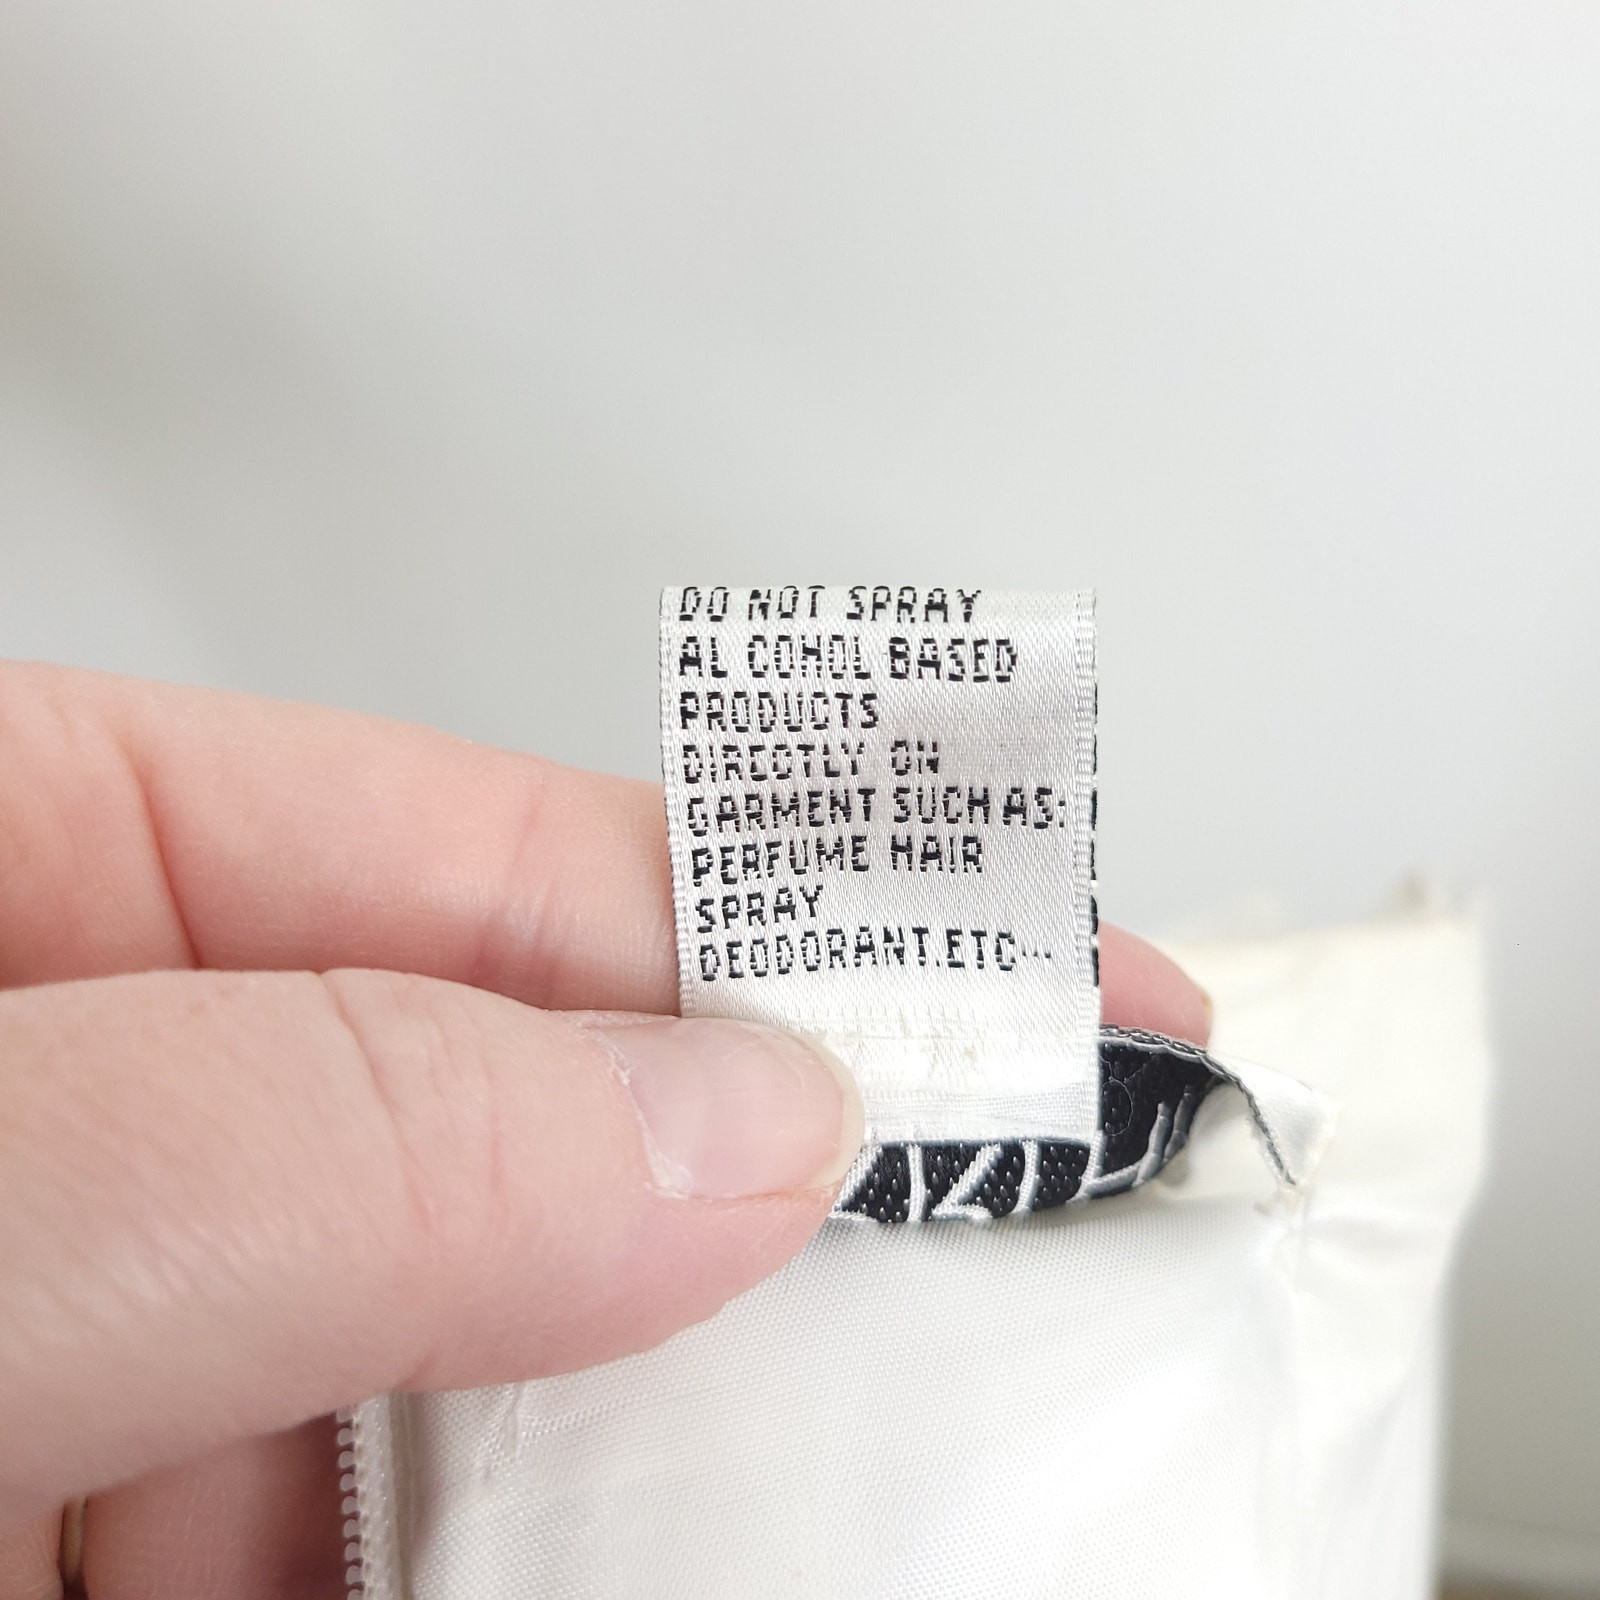 DO NOT SPRAY
AL COHOL BASED
PRODUCTS
DIRECTLY ON
GARMENT SUCH AS:
PERFUME HAIR
SPRAY
DEODORANT.ETC...